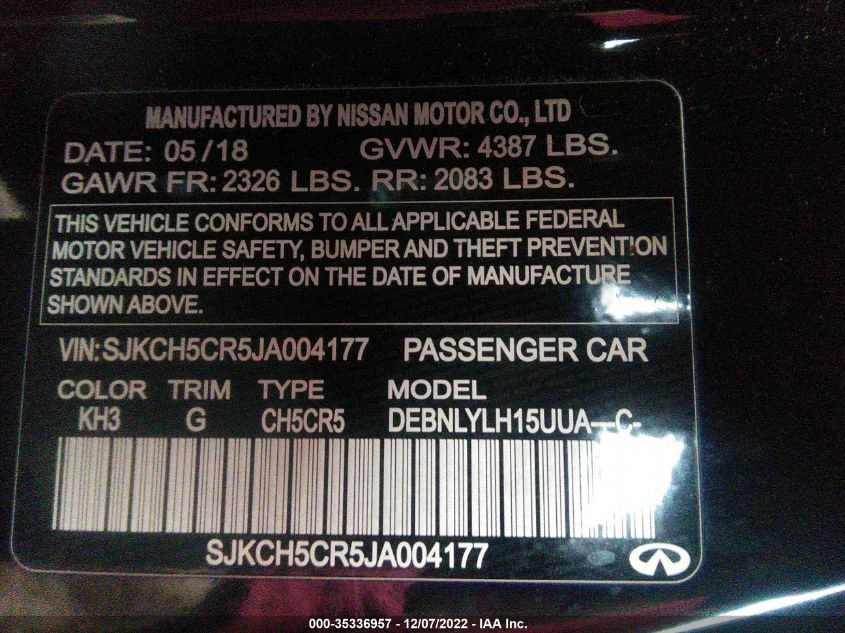 MANUFACTURED BY NISSAN MOTOR CO., LTD
DATE: 05/18 GVWR: 4387 LBS.
GAWR FR: 2326 LBS. RR: 2083 LBS.
THIS VEHICLE CONFORMS TO ALL APPLICABLE FEDERAL
MOTOR VEHICLE SAFETY, BUMPER AND THEFT PREVENTION
STANDARDS IN EFFECT ON THE DATE OF MANUFACTURE
SHOWN ABOVE.
VIN: SJKCH5CR5JA004177 PASSENGER CAR
COLOR TRIM TYPE MODEL
KH3 G CH5CR5 DEBNLYLH15UUA---C-
SJKCH5CR5JA004177
000-35336957 - 12/07/2022 - IAA Inc.